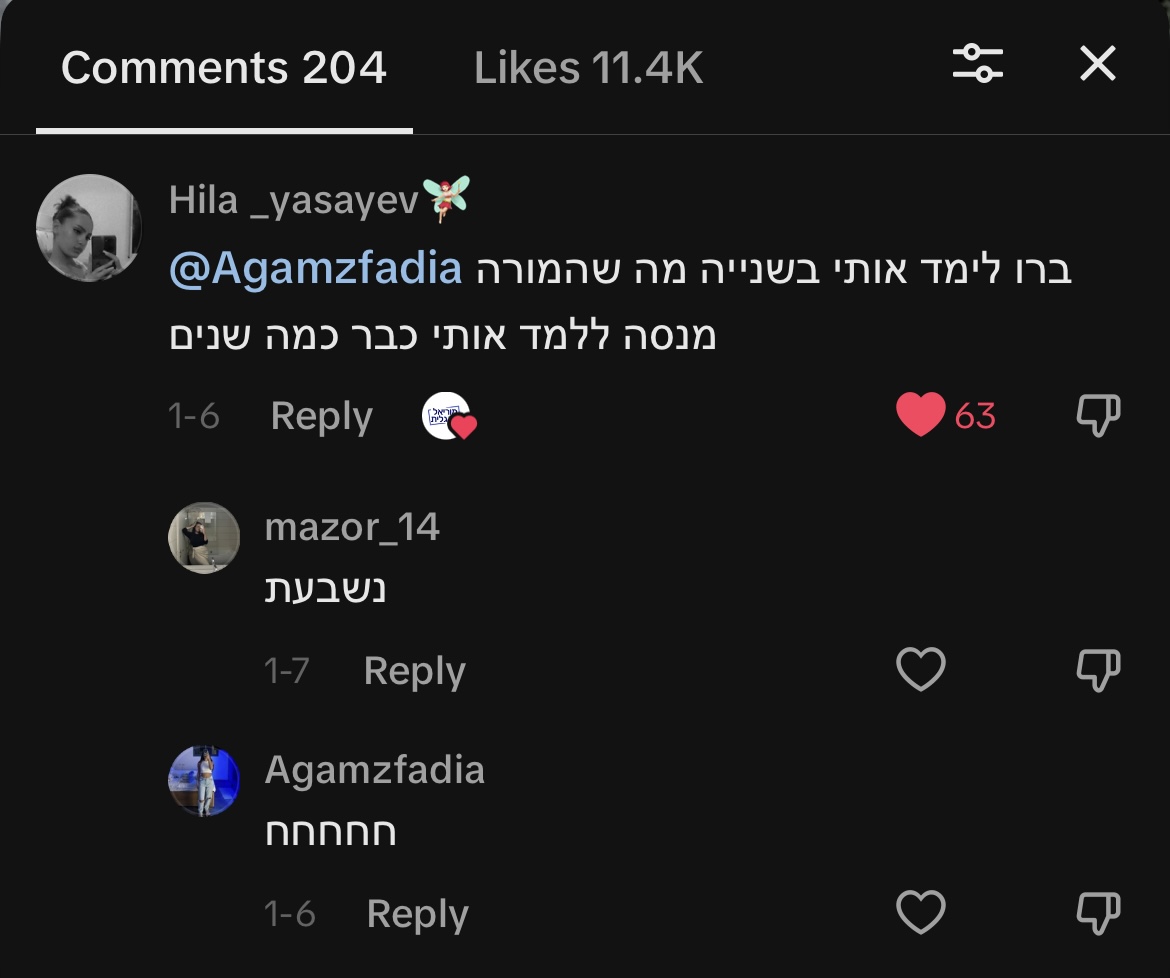 Comments 204
Likes 11.4K
Hila _yasayev🧚🏻‍♀️
@Agamzfadia ברו לימד אותי בשנייה מה שהמורה
מנסה ללמד אותי כבר כמה שנים
1-6 Reply 63
mazor_14
נשבעת
1-7 Reply
Agamzfadia
חחחחח
1-6 Reply